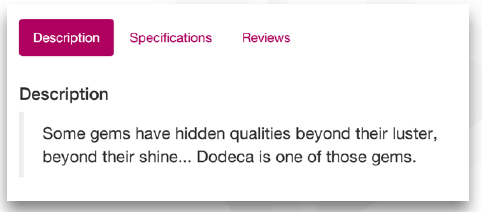 Description Specifications Reviews
Description
Some gems have hidden qualities beyond their luster,
beyond their shine... Dodeca is one of those gems.